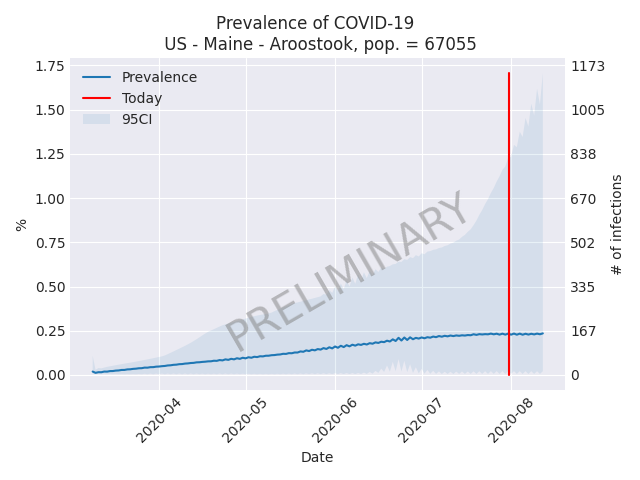 Prevalence of COVID-19
US - Maine - Aroostook, pop. = 67055
Prevalence
Today
95CI
PRELIMINARY
%
1.75
1.50
1.25
1.00
0.75
0.50
0.25
0.00
1173
1005
838
670
502
335
167
0
# of infections
2020-04
2020-05
2020-06
2020-07
2020-08
Date